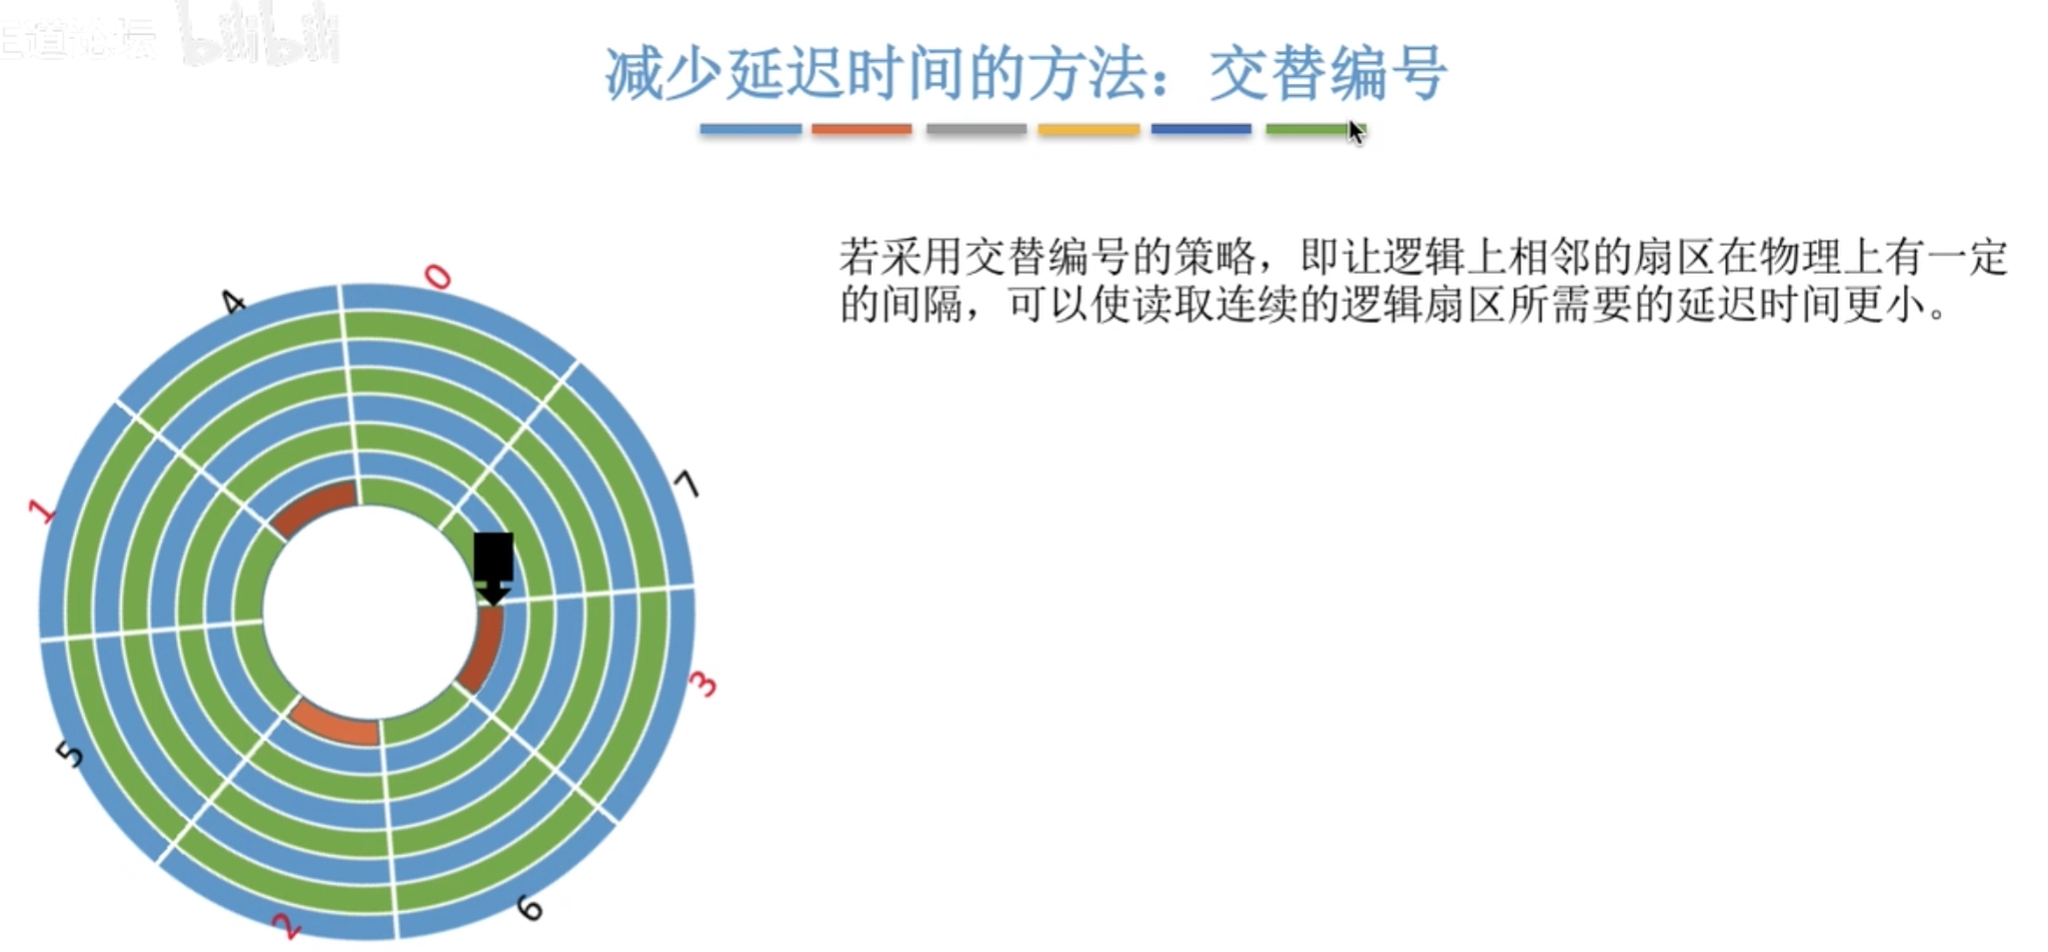 王道论坛 bilibili
减少延迟时间的方法：交替编号
若采用交替编号的策略，即让逻辑上相邻的扇区在物理上有一定
的间隔，可以使读取连续的逻辑扇区所需要的延迟时间更小。
0
4
7
1
3
5
6
2